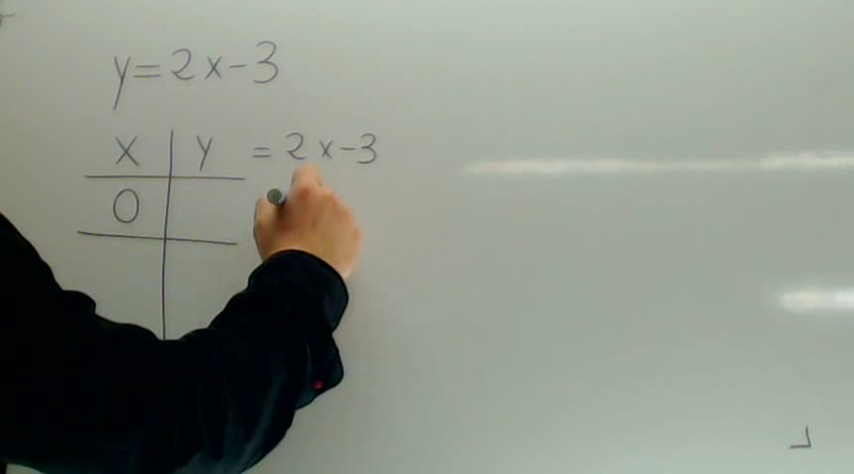 y=2x-3
x y = 2x-3
0